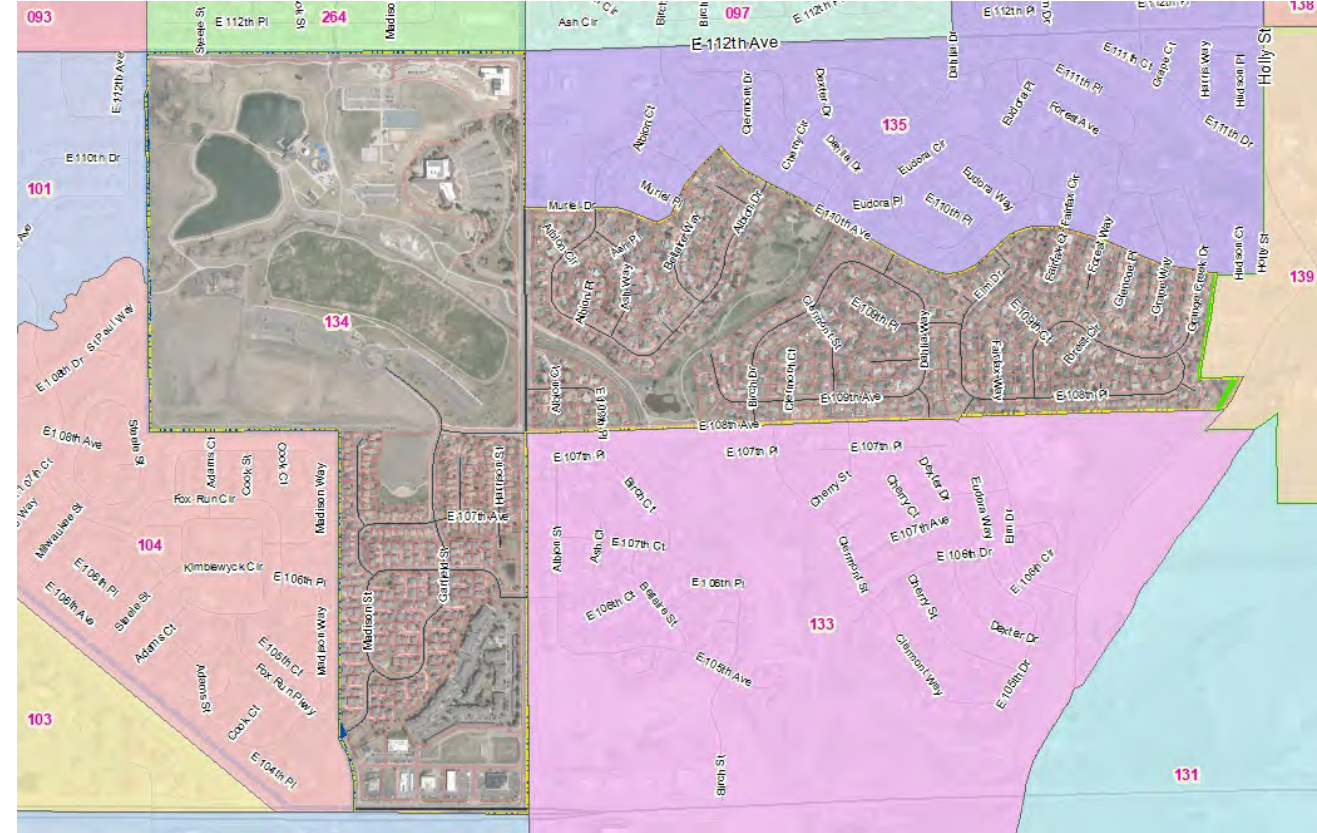 093
264
097
138
E 112th Pl
Steele St
Ash Cir
E 112th Pl
E 112th Ave
Dahlia Dr
Holly St
E 112th Ave
E 110th Dr
101
Albion Ct
Clermont Dr
Cherry Cir
Dexter Dr
Dahlia Dr
135
Eudora Cir
Eudora Pl
E 111th Pl
Forest Ave
E 111th Ct
Grape Ct
Harris Way
Hudson Pl
E 111th Dr
Eudora Way
Eudora Pl
E 110th Pl
E 110th Ave
Muriel Dr
Albion Cir
Ash Pl
Bellaire Way
Albion Dr
Albion Pl
Ash Way
Fairfax Cir
Forest Way
Glencoe Pl
Grape Way
Grange Creek Dr
Hudson Ct
Holly St
139
134
Elm Dr
E 109th Pl
Clermont St
Dahlia Way
E 109th Ct
Forest Cir
Fairfax Way
E 108th Pl
Albion Ct
E 109th Pl
Birch Dr
Clermont Ct
E 109th Ave
E 108th Ave
St Paul Way
E 108th Dr
E 108th Ave
Steele St
Adams Ct
Cook St
Cook Ct
Madison Way
Fox Run Cir
Milwaukee St
104
Kimblewyck Cir
E 106th Pl
E 106th Pl
E 106th Ave
Steele St
Adams Ct
Adams St
E 105th Ct
Fox Run Pkwy
Madison Way
Cook Ct
E 104th Pl
103
Harrison St
E 107th Ave
Garfield St
Madison St
E 107th Pl
E 107th Pl
E 107th Pl
Birch Ct
Albion St
Ash Ct
E 107th Ct
E 106th Pl
E 106th Ct
Bellaire St
E 105th Ave
Birch St
Cherry St
Cherry Ct
Dexter Dr
Eudora Way
Elm Dr
E 107th Ave
E 106th Dr
E 106th Cir
Clermont St
Cherry St
133
Dexter Dr
Clermont Way
E 105th Dr
131